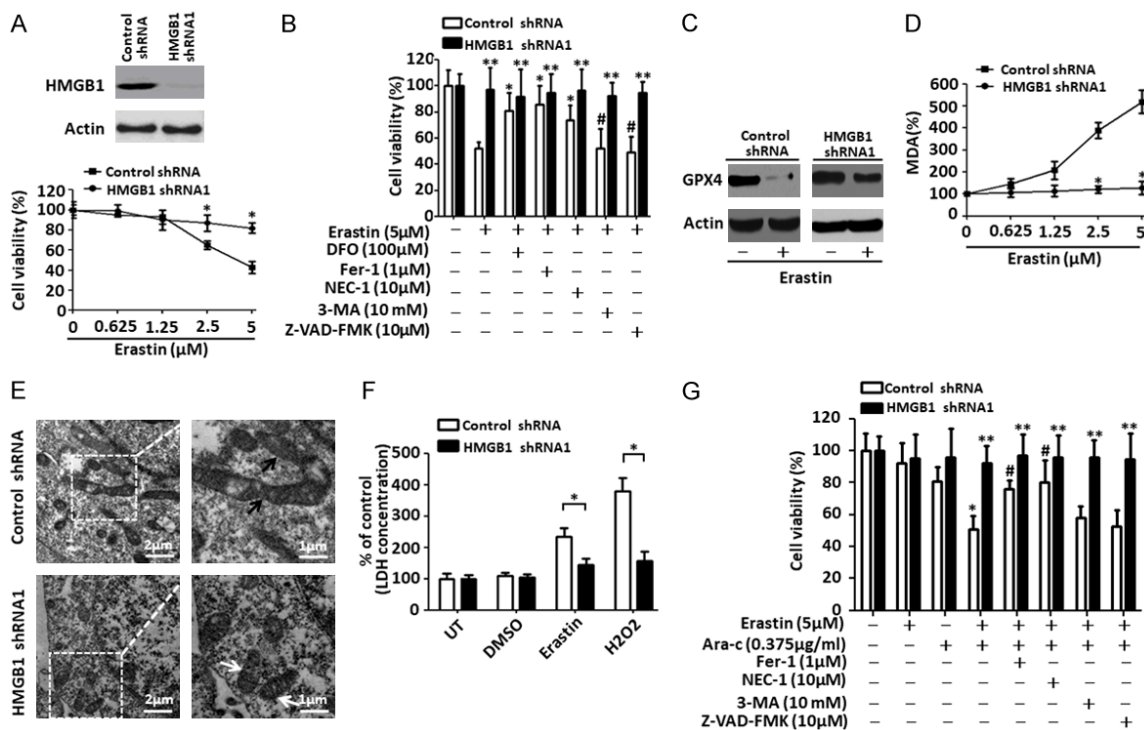 A
Control shRNA
HMGB1 shRNA1
HMGB1
Actin
Control shRNA
HMGB1 shRNA1
Cell viability (%)
120
100
80
60
40
20
0
* *
0 0.625 1.25 2.5 5
Erastin (μM)
B
Control shRNA
HMGB1 shRNA1
Cell viability (%)
120
100
80
60
40
20
0
** * ** * ** * ** # ** # **
Erastin (5μM) – + + + + + +
DFO (100μM) – – + – – – –
Fer-1 (1μM) – – – + – – –
NEC-1 (10μM) – – – – + – –
3-MA (10 mM) – – – – – + –
Z-VAD-FMK (10μM) – – – – – – +
C
Control shRNA
HMGB1 shRNA1
GPX4
Actin
– + – +
Erastin
D
Control shRNA
HMGB1 shRNA1
MDA(%)
600
500
400
300
200
100
0
* *
0 0.625 1.25 2.5 5
Erastin (μM)
E
Control shRNA
2μm
1μm
HMGB1 shRNA1
2μm
1μm
F
Control shRNA
HMGB1 shRNA1
% of control
(LDH concentration)
500
400
300
200
100
0
* *
UT DMSO Erastin H2O2
G
Control shRNA
HMGB1 shRNA1
Cell viability (%)
120
100
80
60
40
20
0
* ** # ** # ** ** **
Erastin (5μM) – + – + + + + +
Ara-c (0.375μg/ml) – – + + + + + +
Fer-1 (1μM) – – – – + – – –
NEC-1 (10μM) – – – – – + – –
3-MA (10 mM) – – – – – – + –
Z-VAD-FMK (10μM) – – – – – – – +